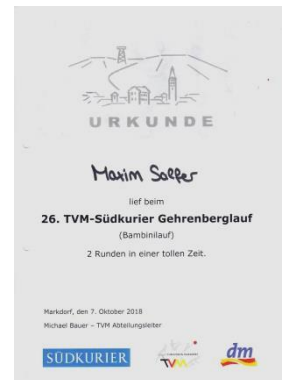 URKUNDE
Maxim Salfer
lief beim
26. TVM-Südkurier Gehrenberglauf
(Bambinilauf)
2 Runden in einer tollen Zeit.
Markdorf, den 7. Oktober 2018
Michael Bauer – TVM Abteilungsleiter
SÜDKURIER
TVM
dm